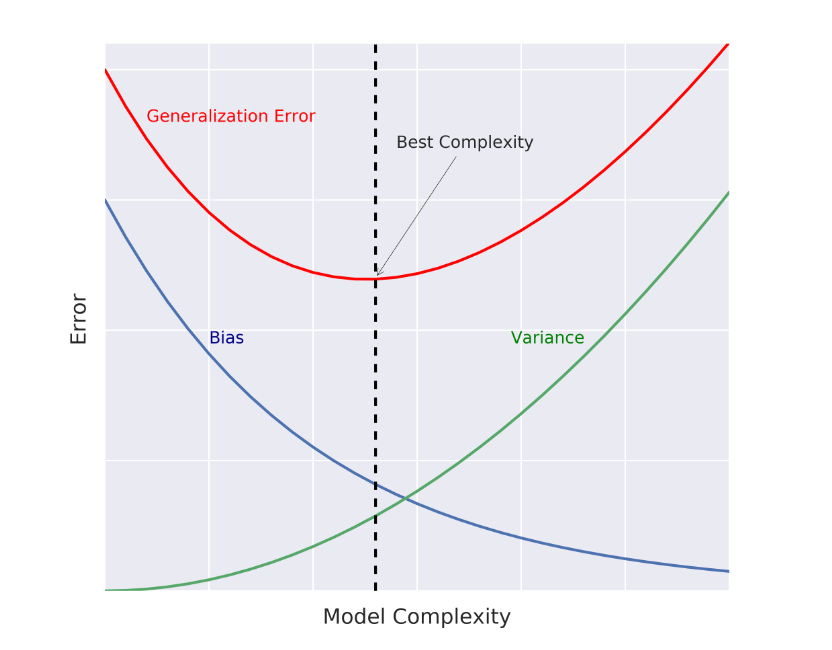 Generalization Error
Best Complexity
Error
Bias
Variance
Model Complexity